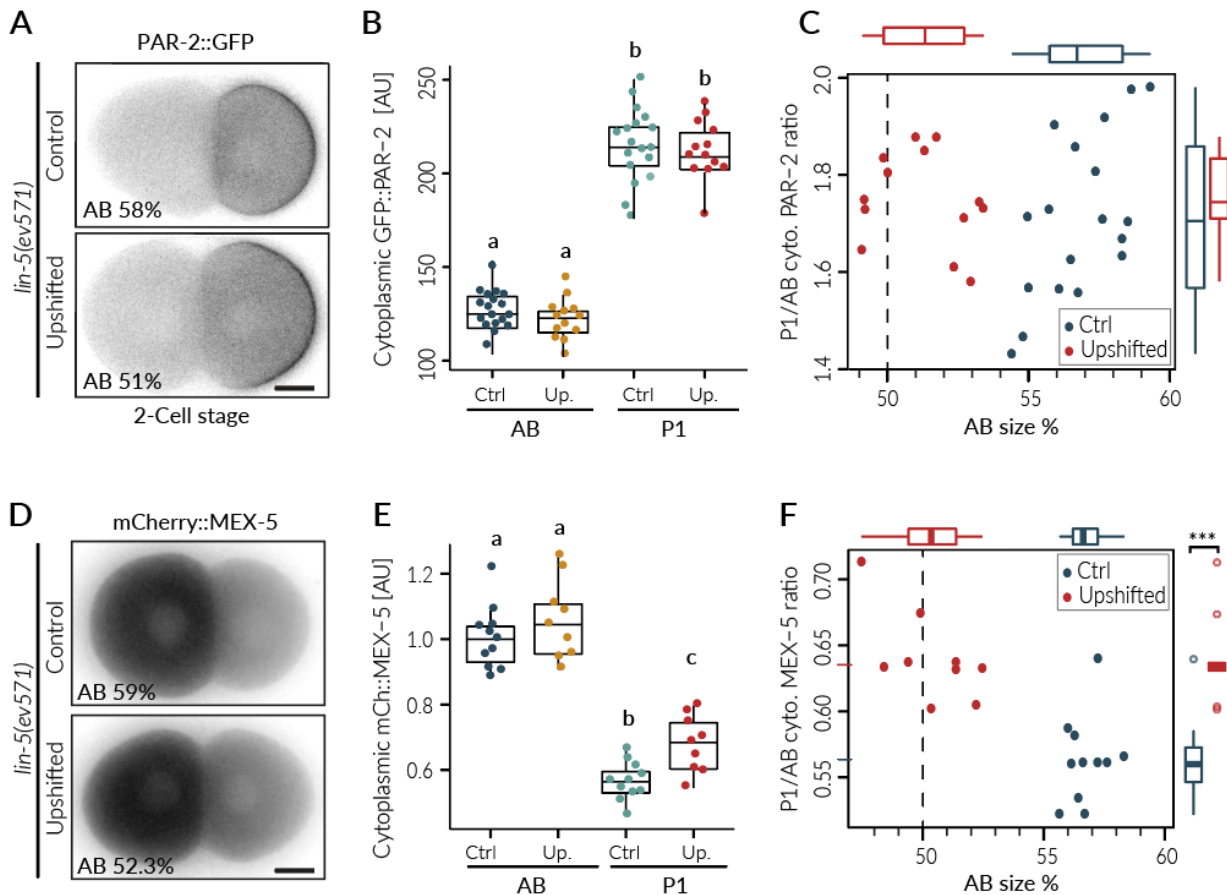 A
PAR-2::GFP
lin-5(ev571)
Control
AB 58%
Upshifted
AB 51%
2-Cell stage
B
Cytoplasmic GFP::PAR-2 [AU]
250
200
150
100
a
a
b
b
Ctrl
Up.
Ctrl
Up.
AB
P1
C
P1/AB cyto. PAR-2 ratio
2.0
1.8
1.6
1.4
Ctrl
Upshifted
50
55
60
AB size %
D
mCherry::MEX-5
lin-5(ev571)
Control
AB 59%
Upshifted
AB 52.3%
E
Cytoplasmic mCh::MEX-5 [AU]
1.2
1.0
0.8
0.6
a
a
b
c
Ctrl
Up.
Ctrl
Up.
AB
P1
F
P1/AB cyto. MEX-5 ratio
0.70
0.65
0.60
0.55
Ctrl
Upshifted
***
50
55
60
AB size %